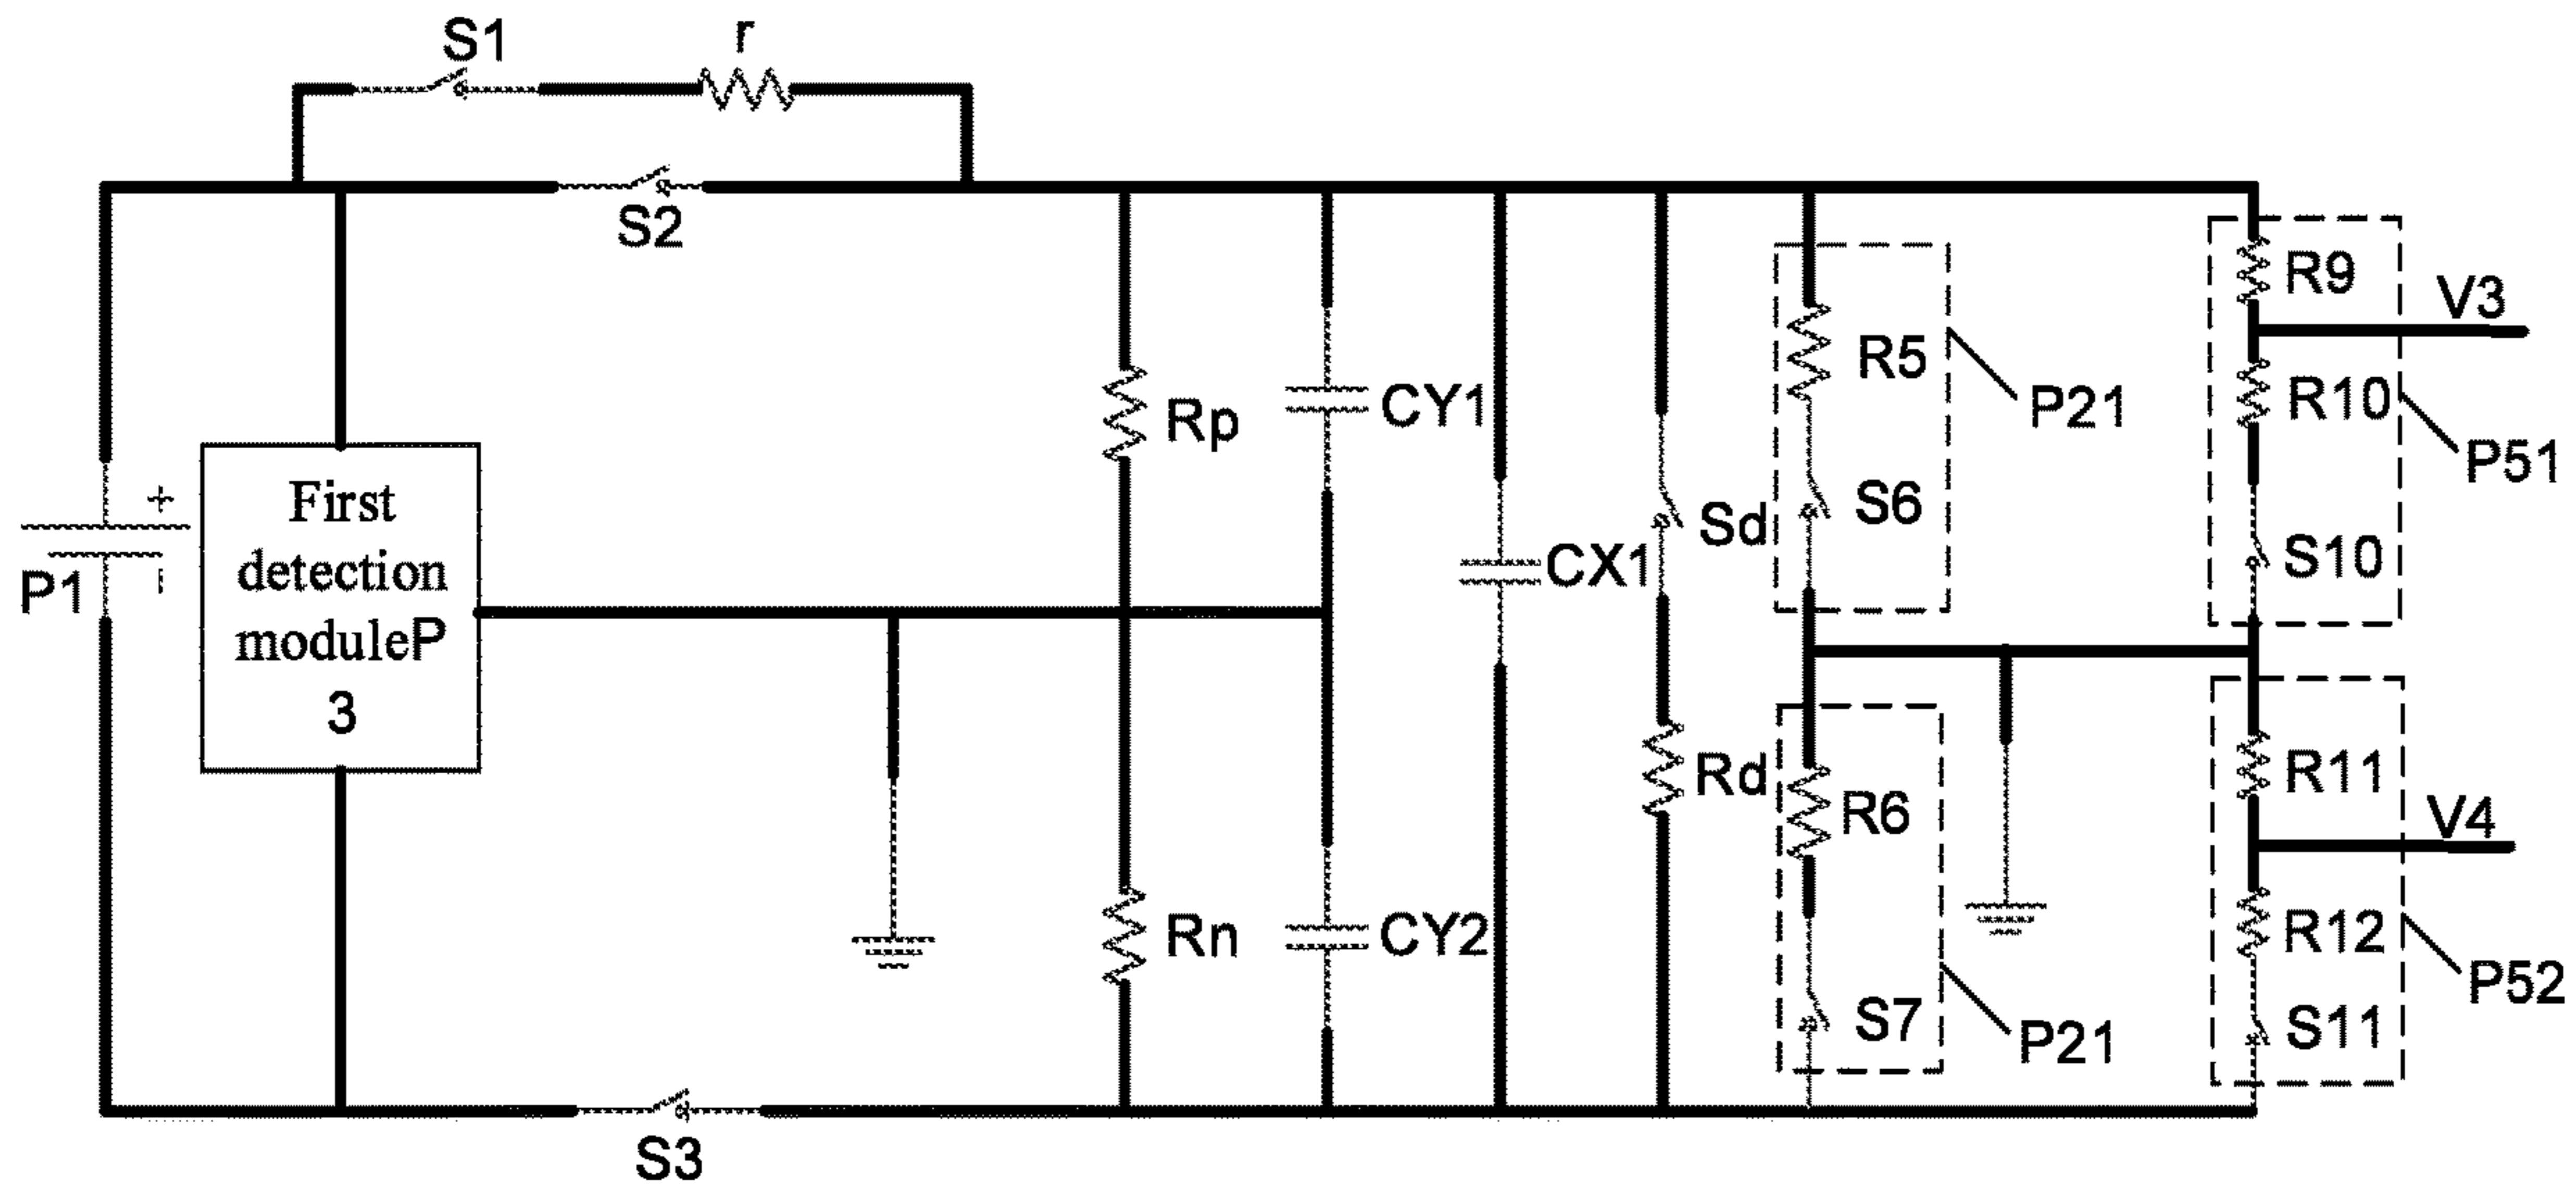 S1
r
S2
R9
V3
R5
R10
Rp
CY1
P21
P51
+
First
detection
moduleP
3
S6
Sd
S10
CX1
P1
-
R11
Rd
R6
V4
Rn
CY2
R12
P52
S7
P21
S11
S3